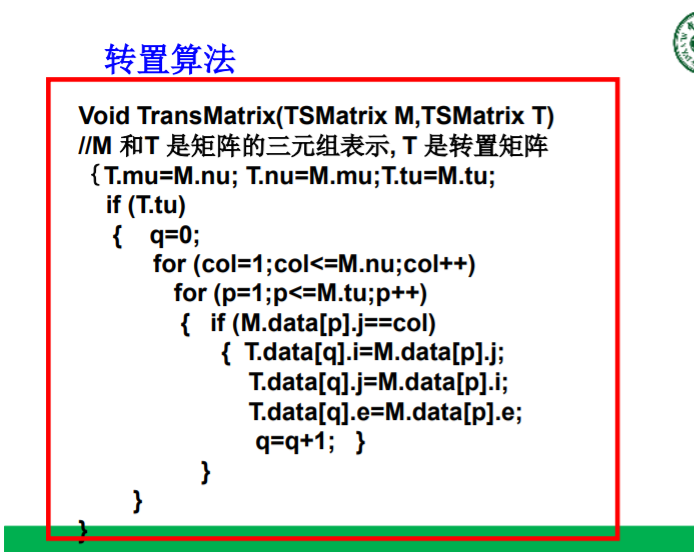 转置算法
Void TransMatrix(TSMatrix M,TSMatrix T)
//M 和T 是矩阵的三元组表示, T 是转置矩阵
｛T.mu=M.nu; T.nu=M.mu;T.tu=M.tu;
if (T.tu)
{ q=0;
for (col=1;col<=M.nu;col++)
for (p=1;p<=M.tu;p++)
{ if (M.data[p].j==col)
{ T.data[q].i=M.data[p].j;
T.data[q].j=M.data[p].i;
T.data[q].e=M.data[p].e;
q=q+1; }
}
}
}